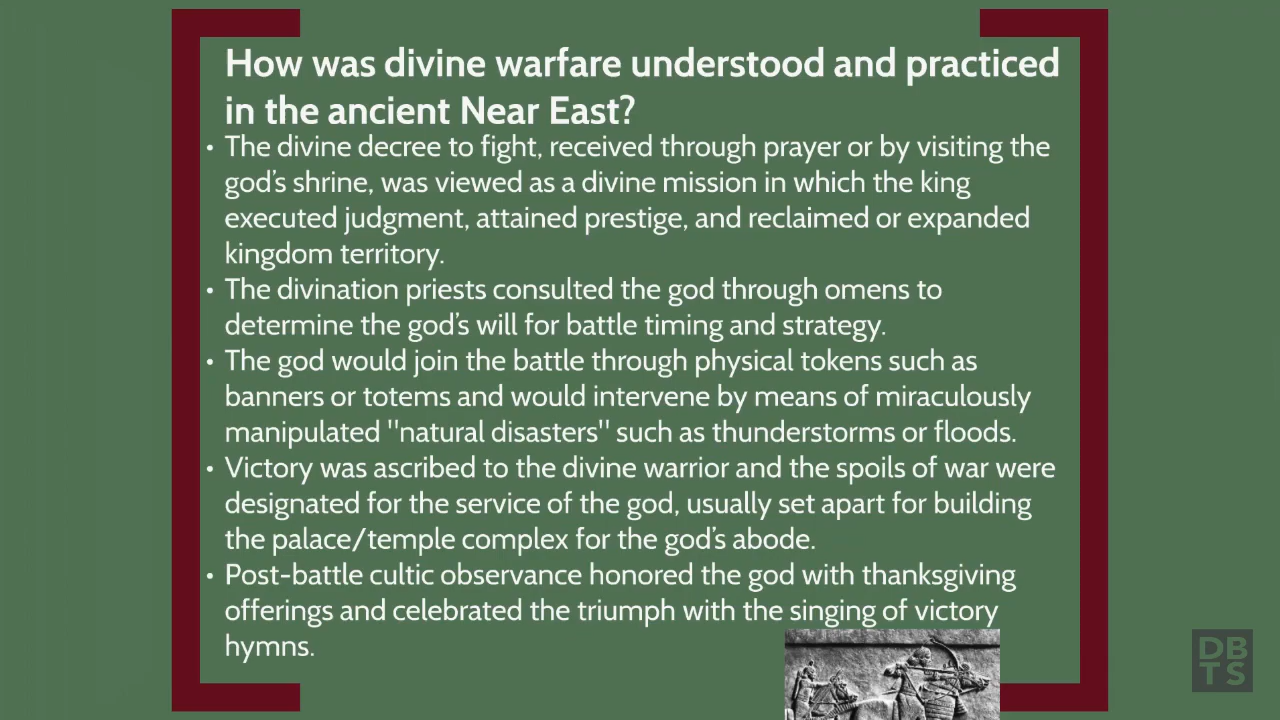 How was divine warfare understood and practiced
in the ancient Near East?
• The divine decree to fight, received through prayer or by visiting the
god's shrine, was viewed as a divine mission in which the king
executed judgment, attained prestige, and reclaimed or expanded
kingdom territory.
• The divination priests consulted the god through omens to
determine the god's will for battle timing and strategy.
• The god would join the battle through physical tokens such as
banners or totems and would intervene by means of miraculously
manipulated "natural disasters" such as thunderstorms or floods.
• Victory was ascribed to the divine warrior and the spoils of war were
designated for the service of the god, usually set apart for building
the palace/temple complex for the god's abode.
• Post-battle cultic observance honored the god with thanksgiving
offerings and celebrated the triumph with the singing of victory
hymns.
DB
TS